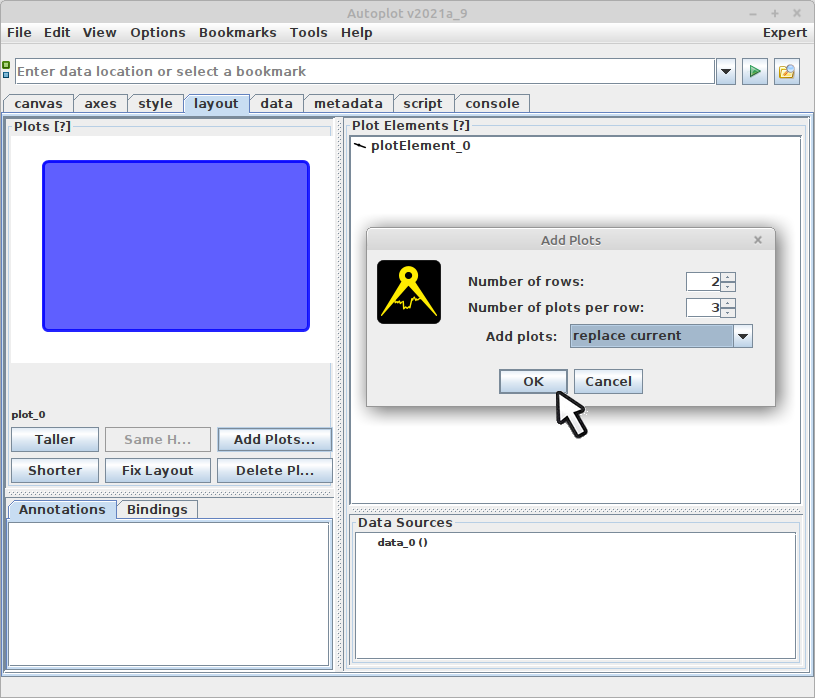 Autoplot v2021a_9
File Edit View Options Bookmarks Tools Help Expert
Enter data location or select a bookmark
canvas axes style layout data metadata script console
Plots [?]
plot_0
Taller Same H... Add Plots...
Shorter Fix Layout Delete Pl...
Annotations Bindings
Plot Elements [?]
plotElement_0
Add Plots
Number of rows: 2
Number of plots per row: 3
Add plots: replace current
OK Cancel
Data Sources
data_0 ()